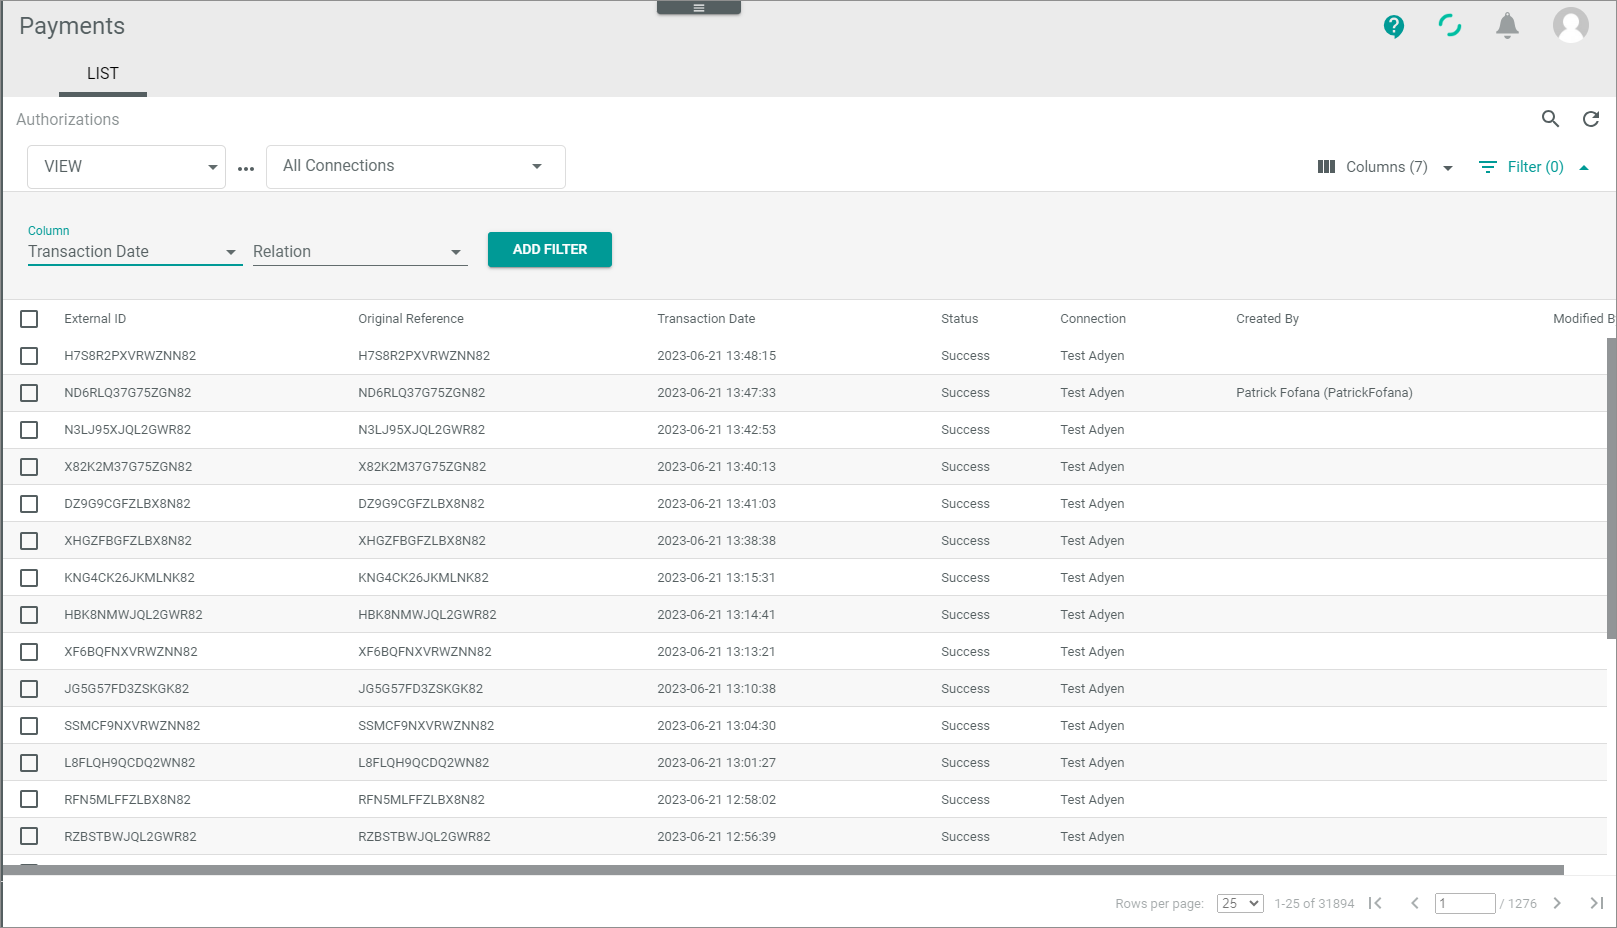 Payments
LIST
Authorizations
VIEW ... All Connections Columns (7) Filter (0)
Column
Transaction Date Relation ADD FILTER
External ID Original Reference Transaction Date Status Connection Created By Modified B
H7S8R2PXVRWZNN82 H7S8R2PXVRWZNN82 2023-06-21 13:48:15 Success Test Adyen
ND6RLQ37G75ZGN82 ND6RLQ37G75ZGN82 2023-06-21 13:47:33 Success Test Adyen Patrick Fofana (PatrickFofana)
N3LJ95XJQL2GWR82 N3LJ95XJQL2GWR82 2023-06-21 13:42:53 Success Test Adyen
X82K2M37G75ZGN82 X82K2M37G75ZGN82 2023-06-21 13:40:13 Success Test Adyen
DZ9G9CGFZLBX8N82 DZ9G9CGFZLBX8N82 2023-06-21 13:41:03 Success Test Adyen
XHGZFBGFZLBX8N82 XHGZFBGFZLBX8N82 2023-06-21 13:38:38 Success Test Adyen
KNG4CK26JKMLNK82 KNG4CK26JKMLNK82 2023-06-21 13:15:31 Success Test Adyen
HBK8NMWJQL2GWR82 HBK8NMWJQL2GWR82 2023-06-21 13:14:41 Success Test Adyen
XF6BQFNXVRWZNN82 XF6BQFNXVRWZNN82 2023-06-21 13:13:21 Success Test Adyen
JG5G57FD3ZSKGK82 JG5G57FD3ZSKGK82 2023-06-21 13:10:38 Success Test Adyen
SSMCF9NXVRWZNN82 SSMCF9NXVRWZNN82 2023-06-21 13:04:30 Success Test Adyen
L8FLQH9QCDQ2WN82 L8FLQH9QCDQ2WN82 2023-06-21 13:01:27 Success Test Adyen
RFN5MLFFZLBX8N82 RFN5MLFFZLBX8N82 2023-06-21 12:58:02 Success Test Adyen
RZBSTBWJQL2GWR82 RZBSTBWJQL2GWR82 2023-06-21 12:56:39 Success Test Adyen
Rows per page: 25 1-25 of 31894 1 / 1276